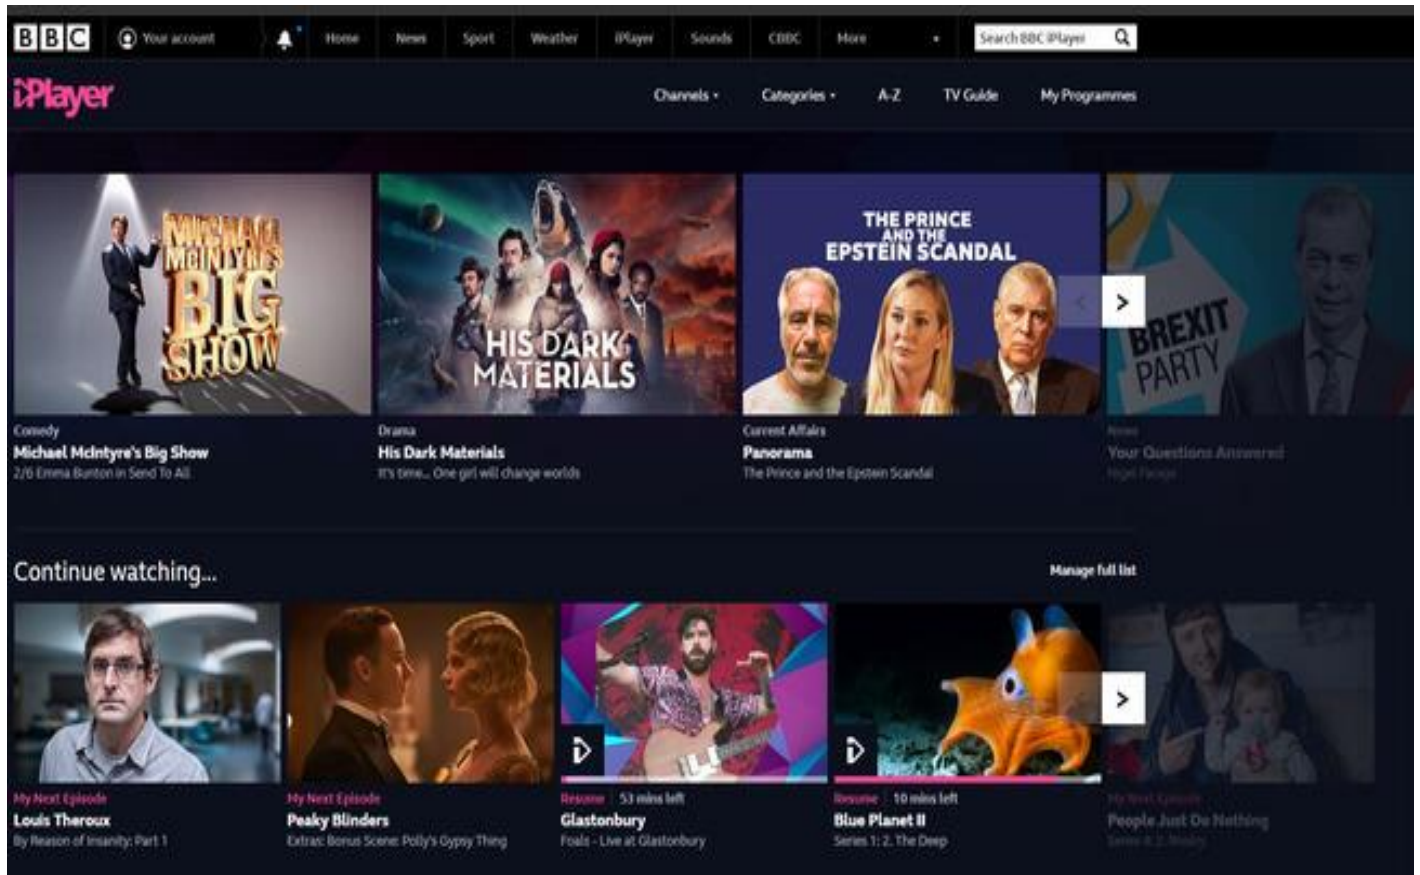 BBC
Your account
Home
News
Sport
Weather
iPlayer
Sounds
CBBC
More
Search BBC iPlayer
iPlayer
Channels
Categories
A-Z
TV Guide
My Programmes
MICHAEL
McINTYRE'S
BIG
SHOW
HIS DARK
MATERIALS
THE PRINCE
AND THE
EPSTEIN SCANDAL
BREXIT
PARTY
Comedy
Michael McIntyre's Big Show
2/6 Emma Bunton in Send To All
Drama
His Dark Materials
It's time... One girl will change worlds
Current Affairs
Panorama
The Prince and the Epstein Scandal
News
Your Questions Answered
Nigel Farage
Continue watching...
Manage full list
My Next Episode
Louis Theroux
By Reason of Insanity: Part 1
My Next Episode
Peaky Blinders
Extras: Bonus Scene: Polly's Gypsy Thing
Resume 53 mins left
Glastonbury
Foals - Live at Glastonbury
Resume 10 mins left
Blue Planet II
Series 1: 2. The Deep
My Next Episode
People Just Do Nothing